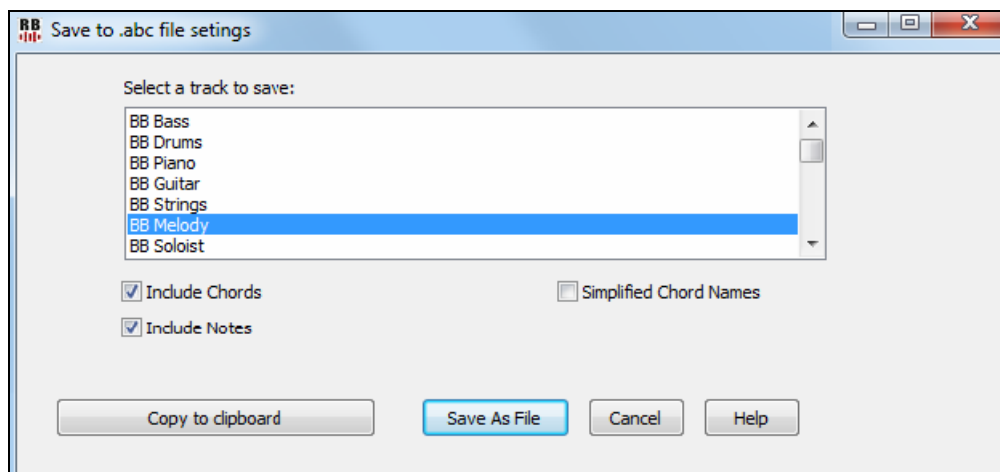 RB
Save to .abc file setings
Select a track to save:
BB Bass
BB Drums
BB Piano
BB Guitar
BB Strings
BB Melody
BB Soloist
Include Chords
Simplified Chord Names
Include Notes
Copy to clipboard
Save As File
Cancel
Help